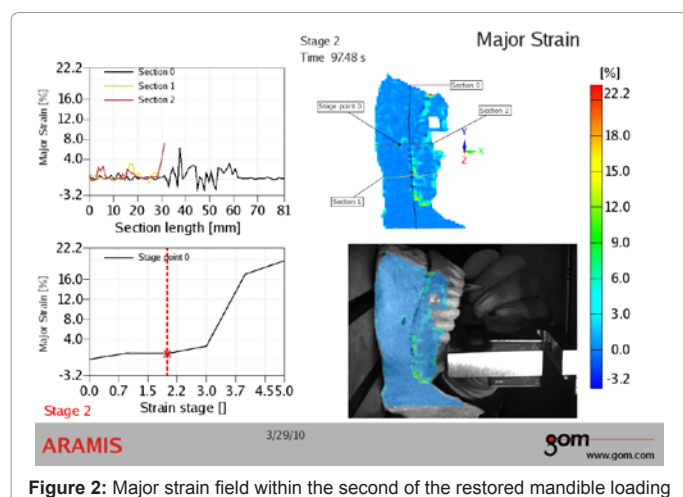 Stage 2
Time 97.48 s
Major Strain
22.2
16.0
12.0
8.0
4.0
-3.2
Major Strain [%]
Section 0
Section 1
Section 2
0 10 20 30 40 50 60 70 81
Section length [mm]
Section 0
Stage point 0
Section 2
Section 1
Y
X
Z
[%]
22.2
18.0
15.0
12.0
9.0
6.0
3.0
0.0
-3.2
22.2
16.0
12.0
8.0
4.0
-3.2
Major Strain [%]
Stage point 0
0.0 0.7 1.5 2.2 3.0 3.7 4.55.0
Strain stage []
Stage 2
ARAMIS
3/29/10
gom
www.gom.com
Figure 2: Major strain field within the second of the restored mandible loading